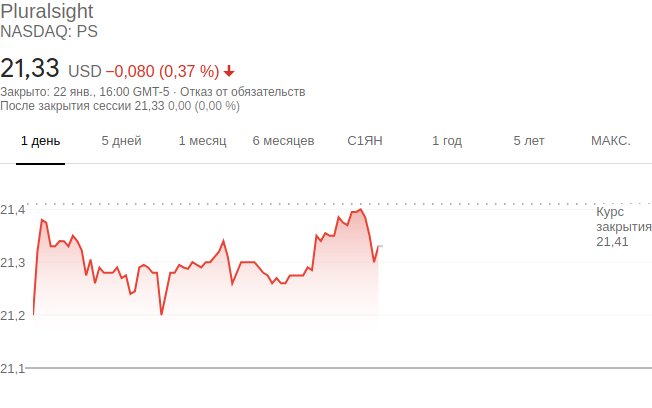 Pluralsight
NASDAQ: PS
21,33 USD −0,080 (0,37 %)
Закрыто: 22 янв., 16:00 GMT-5 · Отказ от обязательств
После закрытия сессии 21,33 0,00 (0,00 %)
1 день 5 дней 1 месяц 6 месяцев С1ЯН 1 год 5 лет МАКС.
21,4
Курс
закрытия
21,41
21,3
21,2
21,1